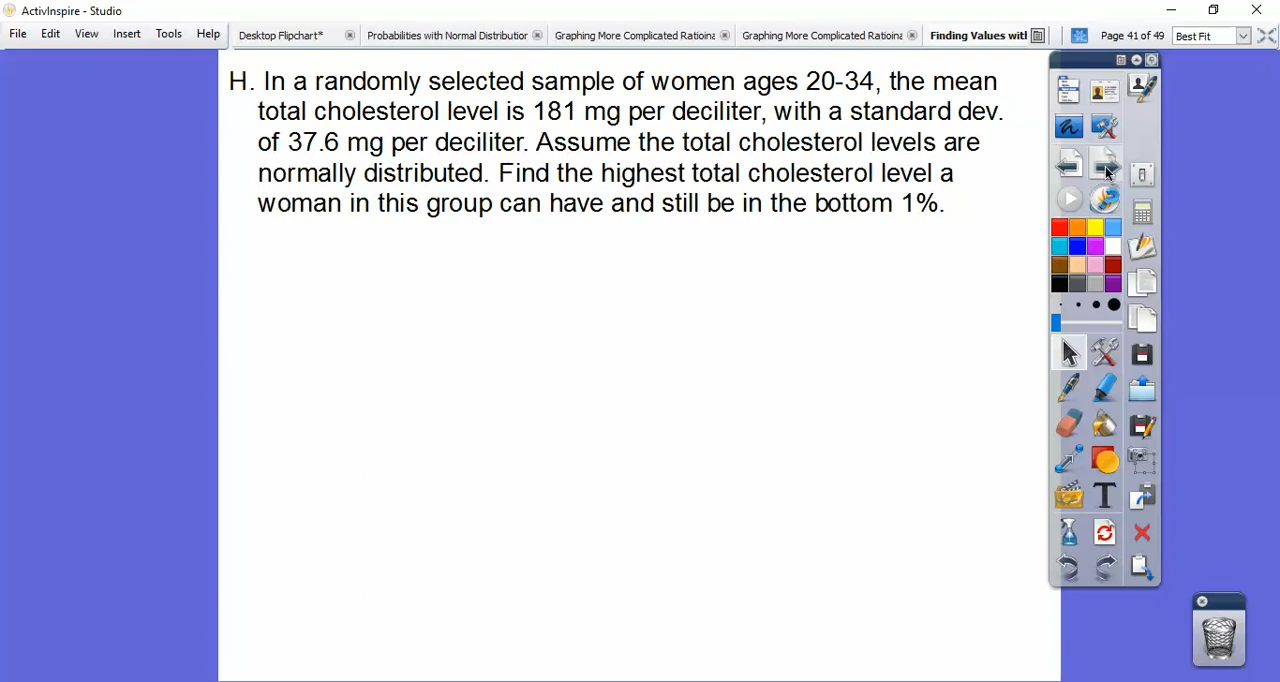 ActivInspire - Studio
File Edit View Insert Tools Help
Desktop Flipchart*
Probabilities with Normal Distribution
Graphing More Complicated Rationa
Graphing More Complicated Rationa
Finding Values witl
Page 41 of 49
Best Fit
H. In a randomly selected sample of women ages 20-34, the mean
total cholesterol level is 181 mg per deciliter, with a standard dev.
of 37.6 mg per deciliter. Assume the total cholesterol levels are
normally distributed. Find the highest total cholesterol level a
woman in this group can have and still be in the bottom 1%.